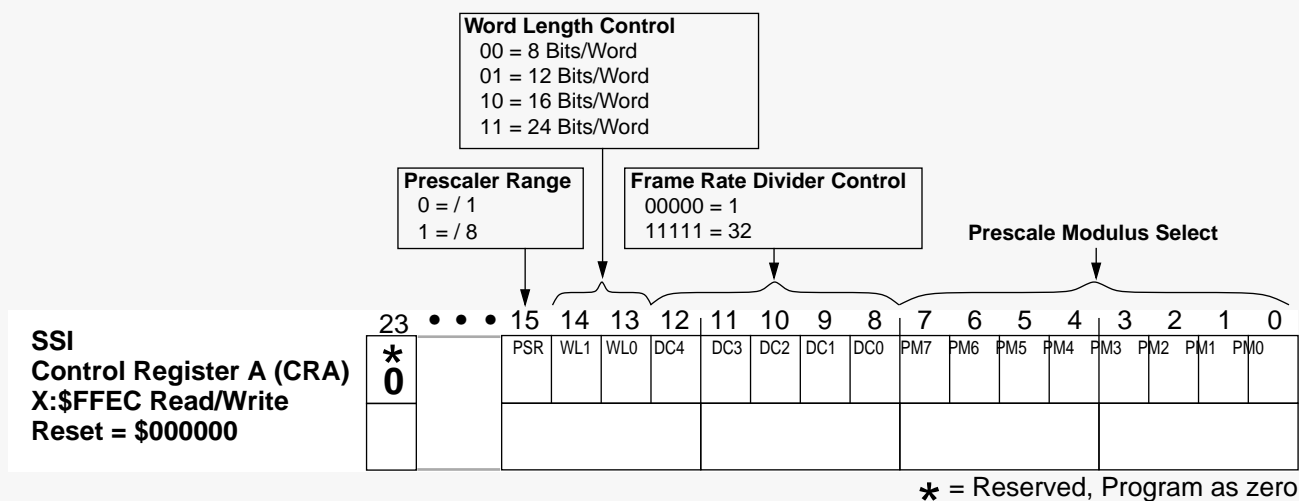 Word Length Control
00 = 8 Bits/Word
01 = 12 Bits/Word
10 = 16 Bits/Word
11 = 24 Bits/Word
Prescaler Range
0 = / 1
1 = / 8
Frame Rate Divider Control
00000 = 1
11111 = 32
Prescale Modulus Select
23 • • • 15 14 13 12 11 10 9 8 7 6 5 4 3 2 1 0
* PSR WL1 WL0 DC4 DC3 DC2 DC1 DC0 PM7 PM6 PM5 PM4 PM3 PM2 PM1 PM0
0
SSI
Control Register A (CRA)
X:$FFEC Read/Write
Reset = $000000
* = Reserved, Program as zero